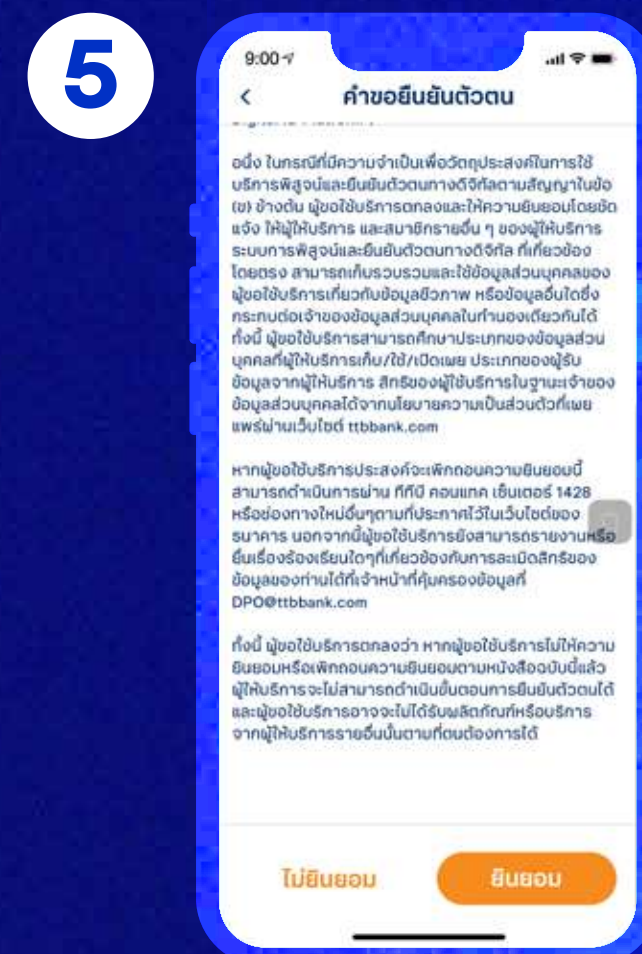 5
9:00
คำขอยืนยันตัวตน
อนึ่ง ในกรณีที่มีความจำเป็นเพื่อวัตถุประสงค์ในการใช้
บริการพิสูจน์และยืนยันตัวตนทางดิจิทัลตามสัญญาในข้อ
(ข) ข้างต้น ผู้ขอใช้บริการตกลงและให้ความยินยอมโดยชัด
แจ้ง ให้ผู้ให้บริการ และสมาชิกรายอื่น ๆ ของผู้ให้บริการ
ระบบการพิสูจน์และยืนยันตัวตนทางดิจิทัล ที่เกี่ยวข้อง
โดยตรง สามารถเก็บรวบรวมและใช้ข้อมูลส่วนบุคคลของ
ผู้ขอใช้บริการเกี่ยวกับข้อมูลชีวภาพ หรือข้อมูลอื่นใดซึ่ง
กระทบต่อเจ้าของข้อมูลส่วนบุคคลในทำนองเดียวกันได้
ทั้งนี้ ผู้ขอใช้บริการสามารถศึกษาประเภทของข้อมูลส่วน
บุคคลที่ผู้ให้บริการเก็บ/ใช้/เปิดเผย ประเภทของผู้รับ
ข้อมูลจากผู้ให้บริการ สิทธิของผู้ใช้บริการในฐานะเจ้าของ
ข้อมูลส่วนบุคคลได้จากนโยบายความเป็นส่วนตัวที่เผย
แพร่ผ่านเว็บไซต์ ttbbank.com
หากผู้ขอใช้บริการประสงค์จะเพิกถอนความยินยอมนี้
สามารถดำเนินการผ่าน ทีทีบี คอนแทค เซ็นเตอร์ 1428
หรือช่องทางใหม่อื่นๆตามที่ประกาศไว้ในเว็บไซต์ของ
ธนาคาร นอกจากนี้ผู้ขอใช้บริการยังสามารถรายงานหรือ
ยื่นเรื่องร้องเรียนใดๆที่เกี่ยวข้องกับการละเมิดสิทธิของ
ข้อมูลของท่านได้ที่เจ้าหน้าที่คุ้มครองข้อมูลที่
DPO@ttbbank.com
ทั้งนี้ ผู้ขอใช้บริการตกลงว่า หากผู้ขอใช้บริการไม่ให้ความ
ยินยอมหรือเพิกถอนความยินยอมตามหนังสือฉบับนี้แล้ว
ผู้ให้บริการจะไม่สามารถดำเนินขั้นตอนการยืนยันตัวตนได้
และผู้ขอใช้บริการอาจจะไม่ได้รับผลิตภัณฑ์หรือบริการ
จากผู้ให้บริการรายอื่นนั้นตามที่ตนต้องการได้
ไม่ยินยอม
ยินยอม